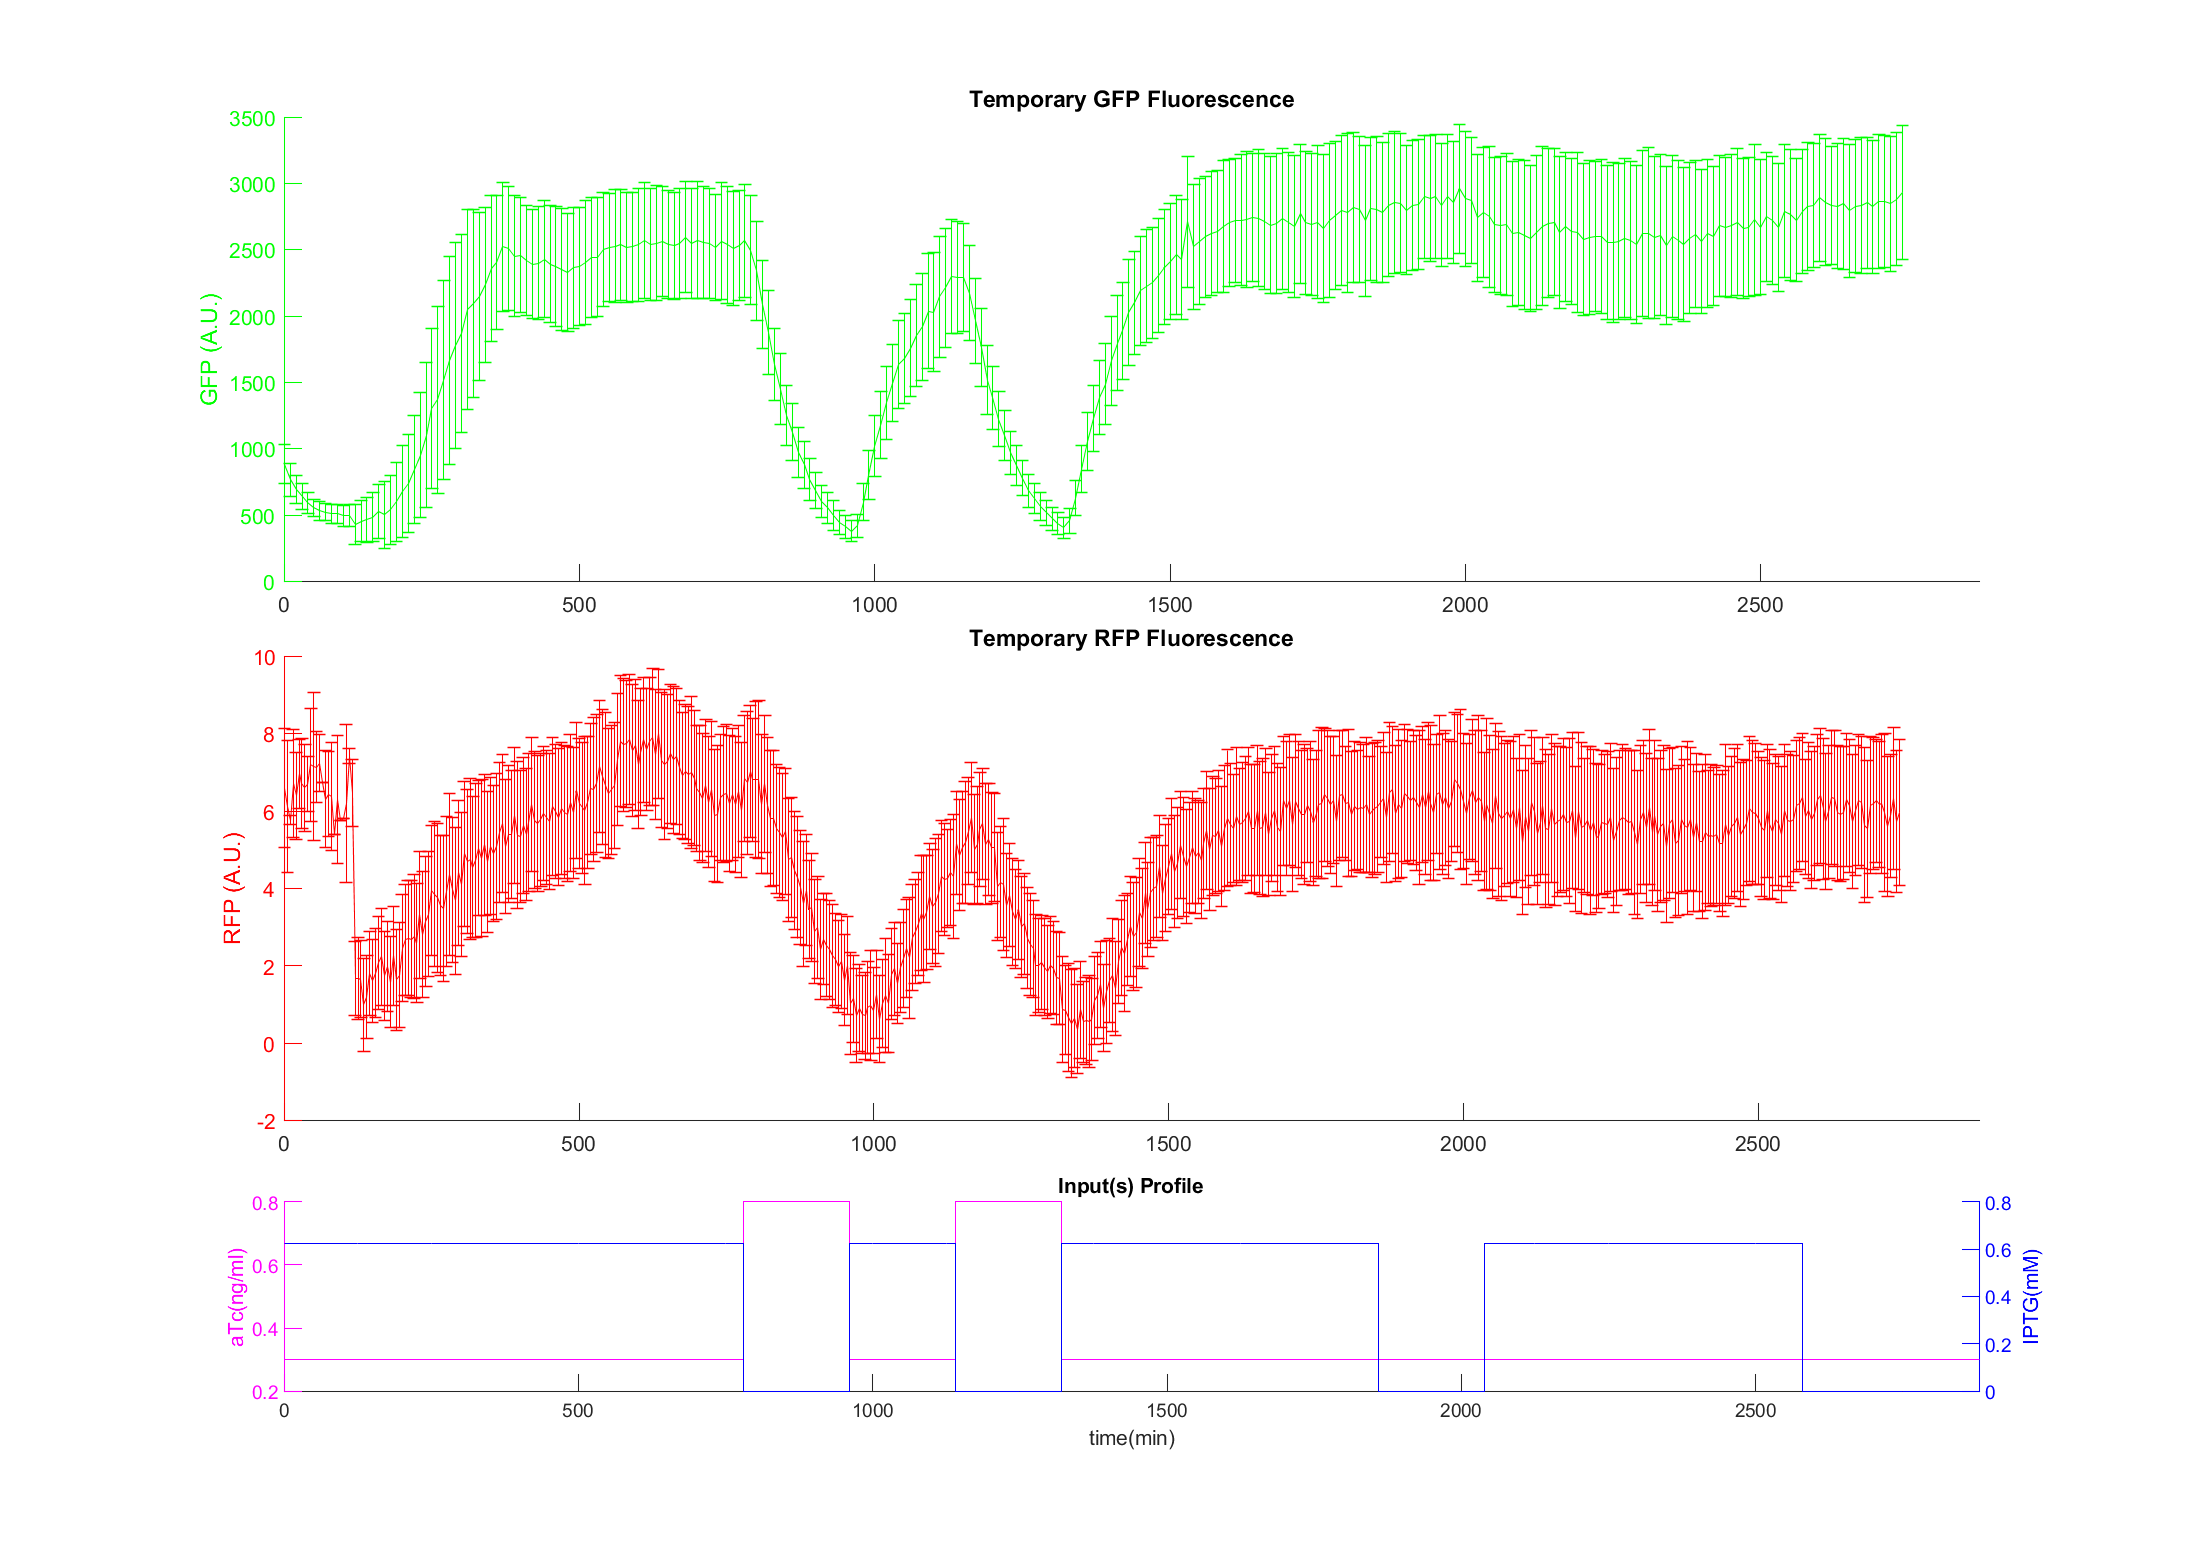 Temporary GFP Fluorescence
GFP (A.U.)
3500
3000
2500
2000
1500
1000
500
0
0 500 1000 1500 2000 2500
Temporary RFP Fluorescence
RFP (A.U.)
10
8
6
4
2
0
-2
0 500 1000 1500 2000 2500
Input(s) Profile
aTc(ng/ml)
0.8
0.6
0.4
0.2
0.8
0.6
0.4
0.2
0
IPTG(mM)
0 500 1000 1500 2000 2500
time(min)